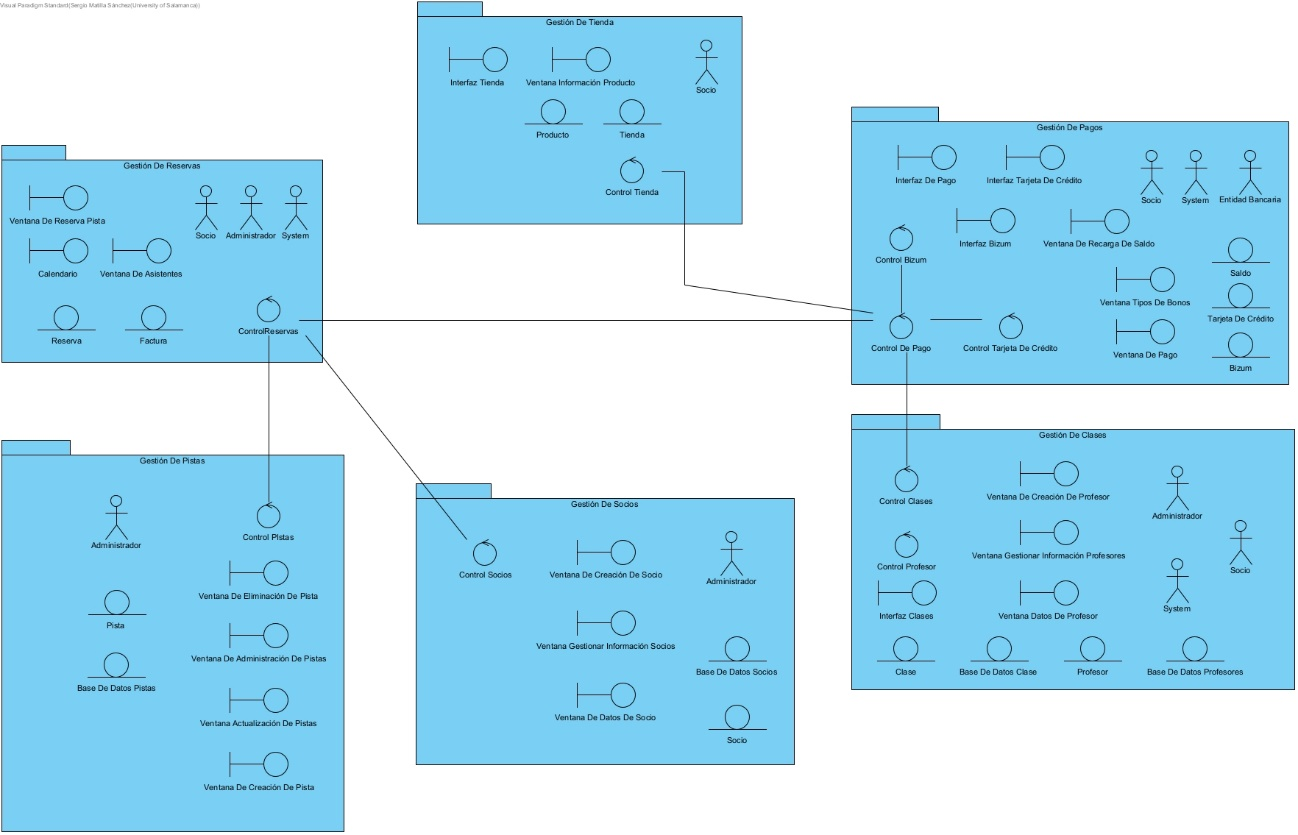 Visual Paradigm Standard(Sergio Matilla Sánchez(University of Salamanca))
Gestión De Tienda
Interfaz Tienda
Ventana Información Producto
Socio
Producto
Tienda
Control Tienda
Gestión De Pagos
Interfaz De Pago
Interfaz Tarjeta De Crédito
Socio
System
Entidad Bancaria
Interfaz Bizum
Ventana De Recarga De Saldo
Control Bizum
Saldo
Ventana Tipos De Bonos
Tarjeta De Crédito
Control De Pago
Control Tarjeta De Crédito
Ventana De Pago
Bizum
Gestión De Reservas
Ventana De Reserva Pista
Socio
Administrador
System
Calendario
Ventana De Asistentes
ControlReservas
Reserva
Factura
Gestión De Pistas
Administrador
Control Pistas
Ventana De Eliminación De Pista
Pista
Ventana De Administración De Pistas
Base De Datos Pistas
Ventana Actualización De Pistas
Ventana De Creación De Pista
Gestión De Socios
Control Socios
Ventana De Creación De Socio
Administrador
Ventana Gestionar Información Socios
Base De Datos Socios
Ventana De Datos De Socio
Socio
Gestión De Clases
Control Clases
Ventana De Creación De Profesor
Administrador
Control Profesor
Ventana Gestionar Información Profesores
Socio
Interfaz Clases
Ventana Datos De Profesor
System
Clase
Base De Datos Clase
Profesor
Base De Datos Profesores